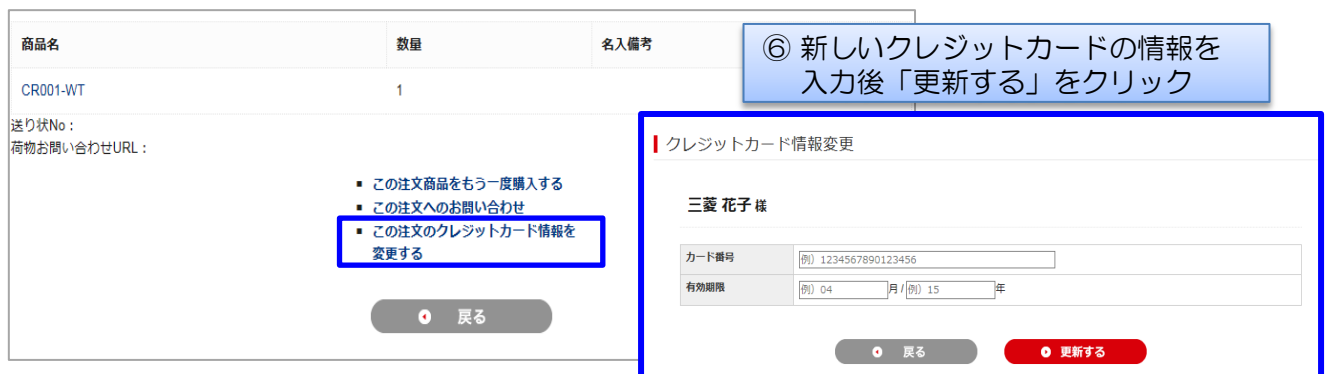 商品名 数量 名入備考
CR001-WT 1
送り状No：
荷物お問い合わせURL：
■ この注文商品をもう一度購入する
■ この注文へのお問い合わせ
■ この注文のクレジットカード情報を
変更する
戻る
⑥ 新しいクレジットカードの情報を
入力後「更新する」をクリック
クレジットカード情報変更
三菱 花子 様
カード番号 例）1234567890123456
有効期限 例）04 月 / 例）15 年
戻る 更新する